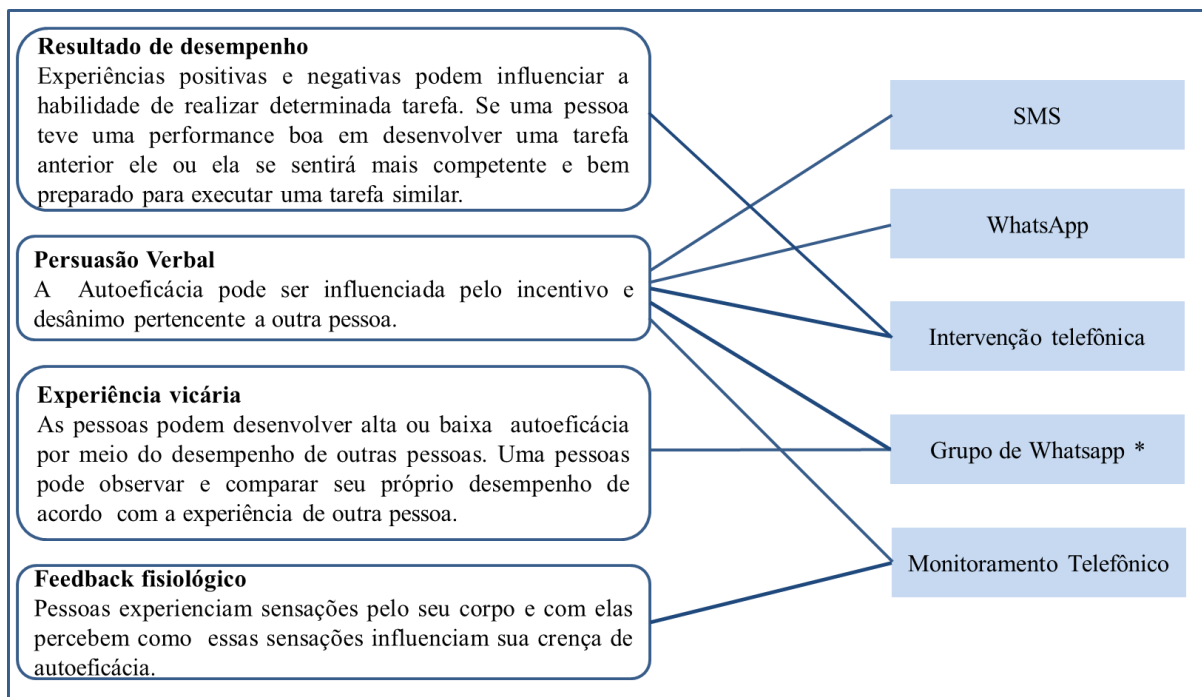 Resultado de desempenho
Experiências positivas e negativas podem influenciar a
habilidade de realizar determinada tarefa. Se uma pessoa
teve uma performance boa em desenvolver uma tarefa
anterior ele ou ela se sentirá mais competente e bem
preparado para executar uma tarefa similar.
Persuasão Verbal
A Autoeficácia pode ser influenciada pelo incentivo e
desânimo pertencente a outra pessoa.
Experiência vicária
As pessoas podem desenvolver alta ou baixa autoeficácia
por meio do desempenho de outras pessoas. Uma pessoas
pode observar e comparar seu próprio desempenho de
acordo com a experiência de outra pessoa.
Feedback fisiológico
Pessoas experienciam sensações pelo seu corpo e com elas
percebem como essas sensações influenciam sua crença de
autoeficácia.
SMS
WhatsApp
Intervenção telefônica
Grupo de Whatsapp *
Monitoramento Telefônico